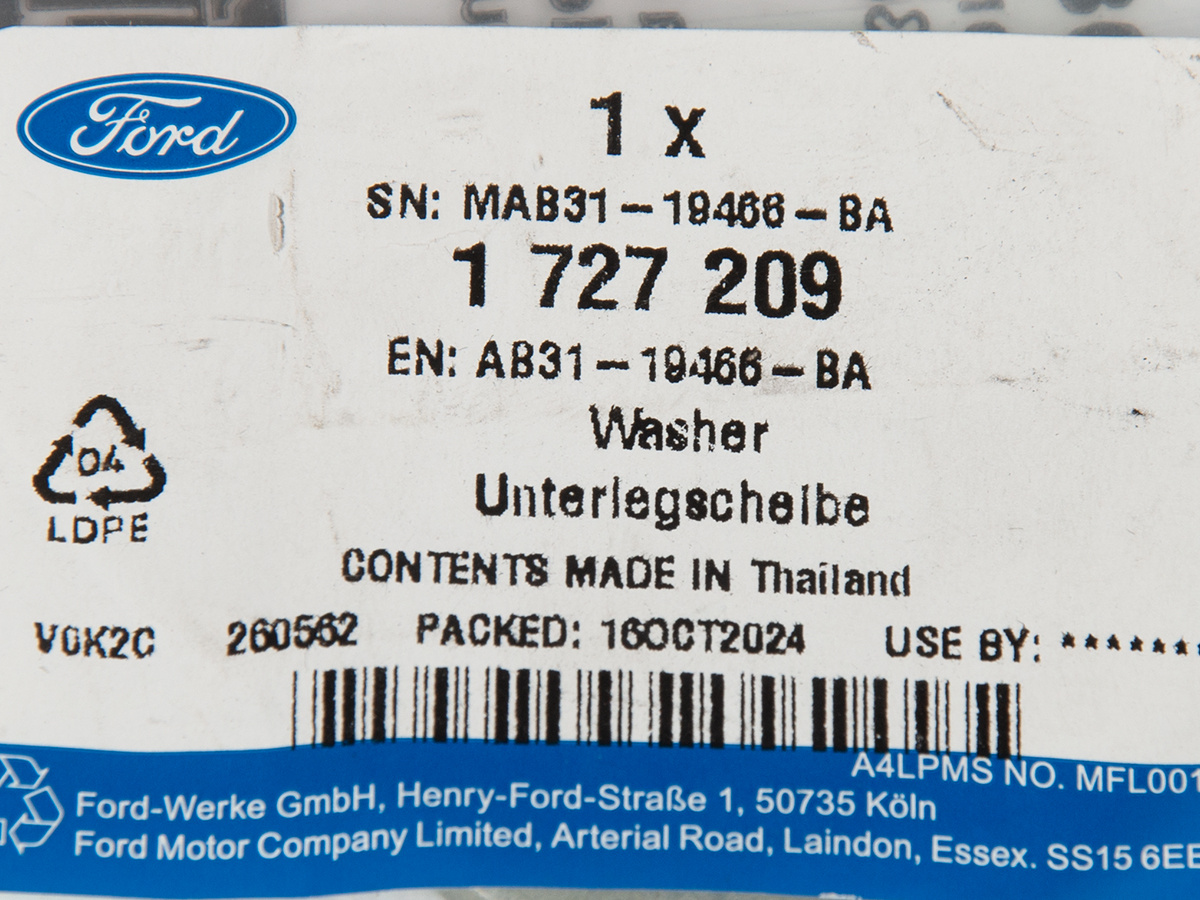 Ford
1 x
SN: MAB31-19466-BA
1 727 209
EN: AB31-19466-BA
Washer
Unterlegscheibe
04
LDPE
CONTENTS MADE IN Thailand
V0K2C 260562 PACKED: 16OCT2024 USE BY: *******
A4LPMS NO. MFL001
Ford-Werke GmbH, Henry-Ford-Straße 1, 50735 Köln
Ford Motor Company Limited, Arterial Road, Laindon, Essex. SS15 6EE